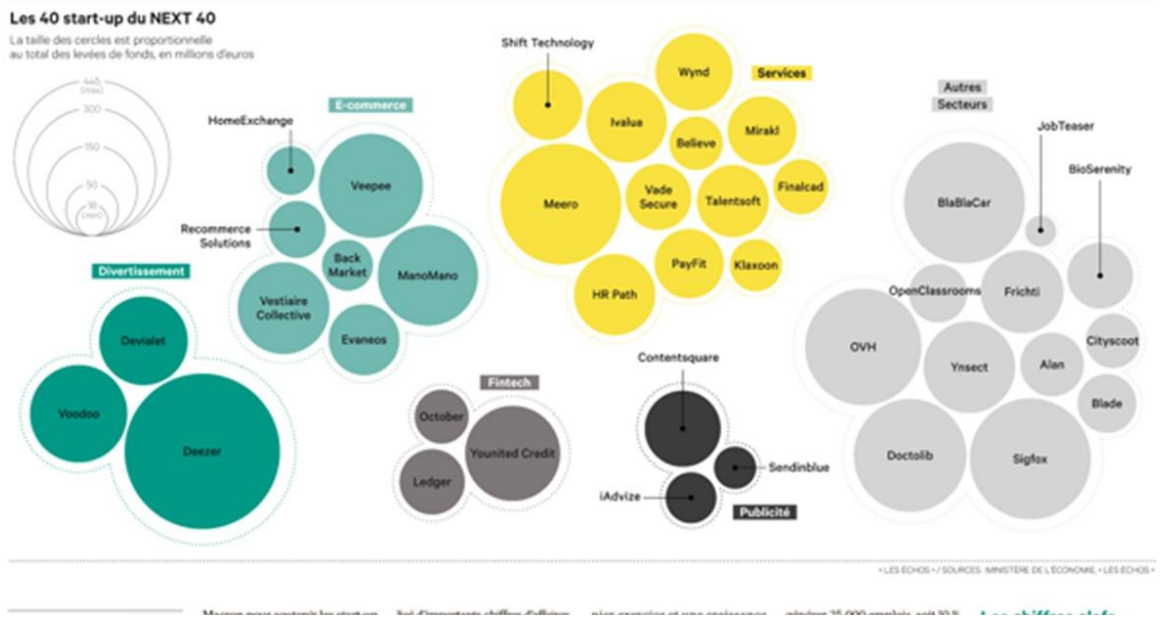 Les 40 start-up du NEXT 40
La taille des cercles est proportionnelle
au total des levées de fonds, en millions d'euros
(max)
300
150
50
(min)
Divertissement
Devialet
Voodoo
Deezer
E-commerce
HomeExchange
Veepee
Recommerce
Solutions
Back
Market
ManoMano
Vestiaire
Collective
Evaneos
Fintech
October
Younited Credit
Ledger
Services
Shift Technology
Wynd
Ivalua
Believe
Mirakl
Meero
Vade
Secure
Talentsoft
Finalcad
PayFit
Klaxoon
HR Path
Contentsquare
Sendinblue
iAdvize
Publicité
Autres
Secteurs
JobTeaser
BioSerenity
BlaBlaCar
OpenClassrooms
Frichti
OVH
Cityscoot
Ynsect
Alan
Blade
Doctolib
Sigfox
« LES ÉCHOS » / SOURCES : MINISTÈRE DE L'ÉCONOMIE, « LES ÉCHOS »